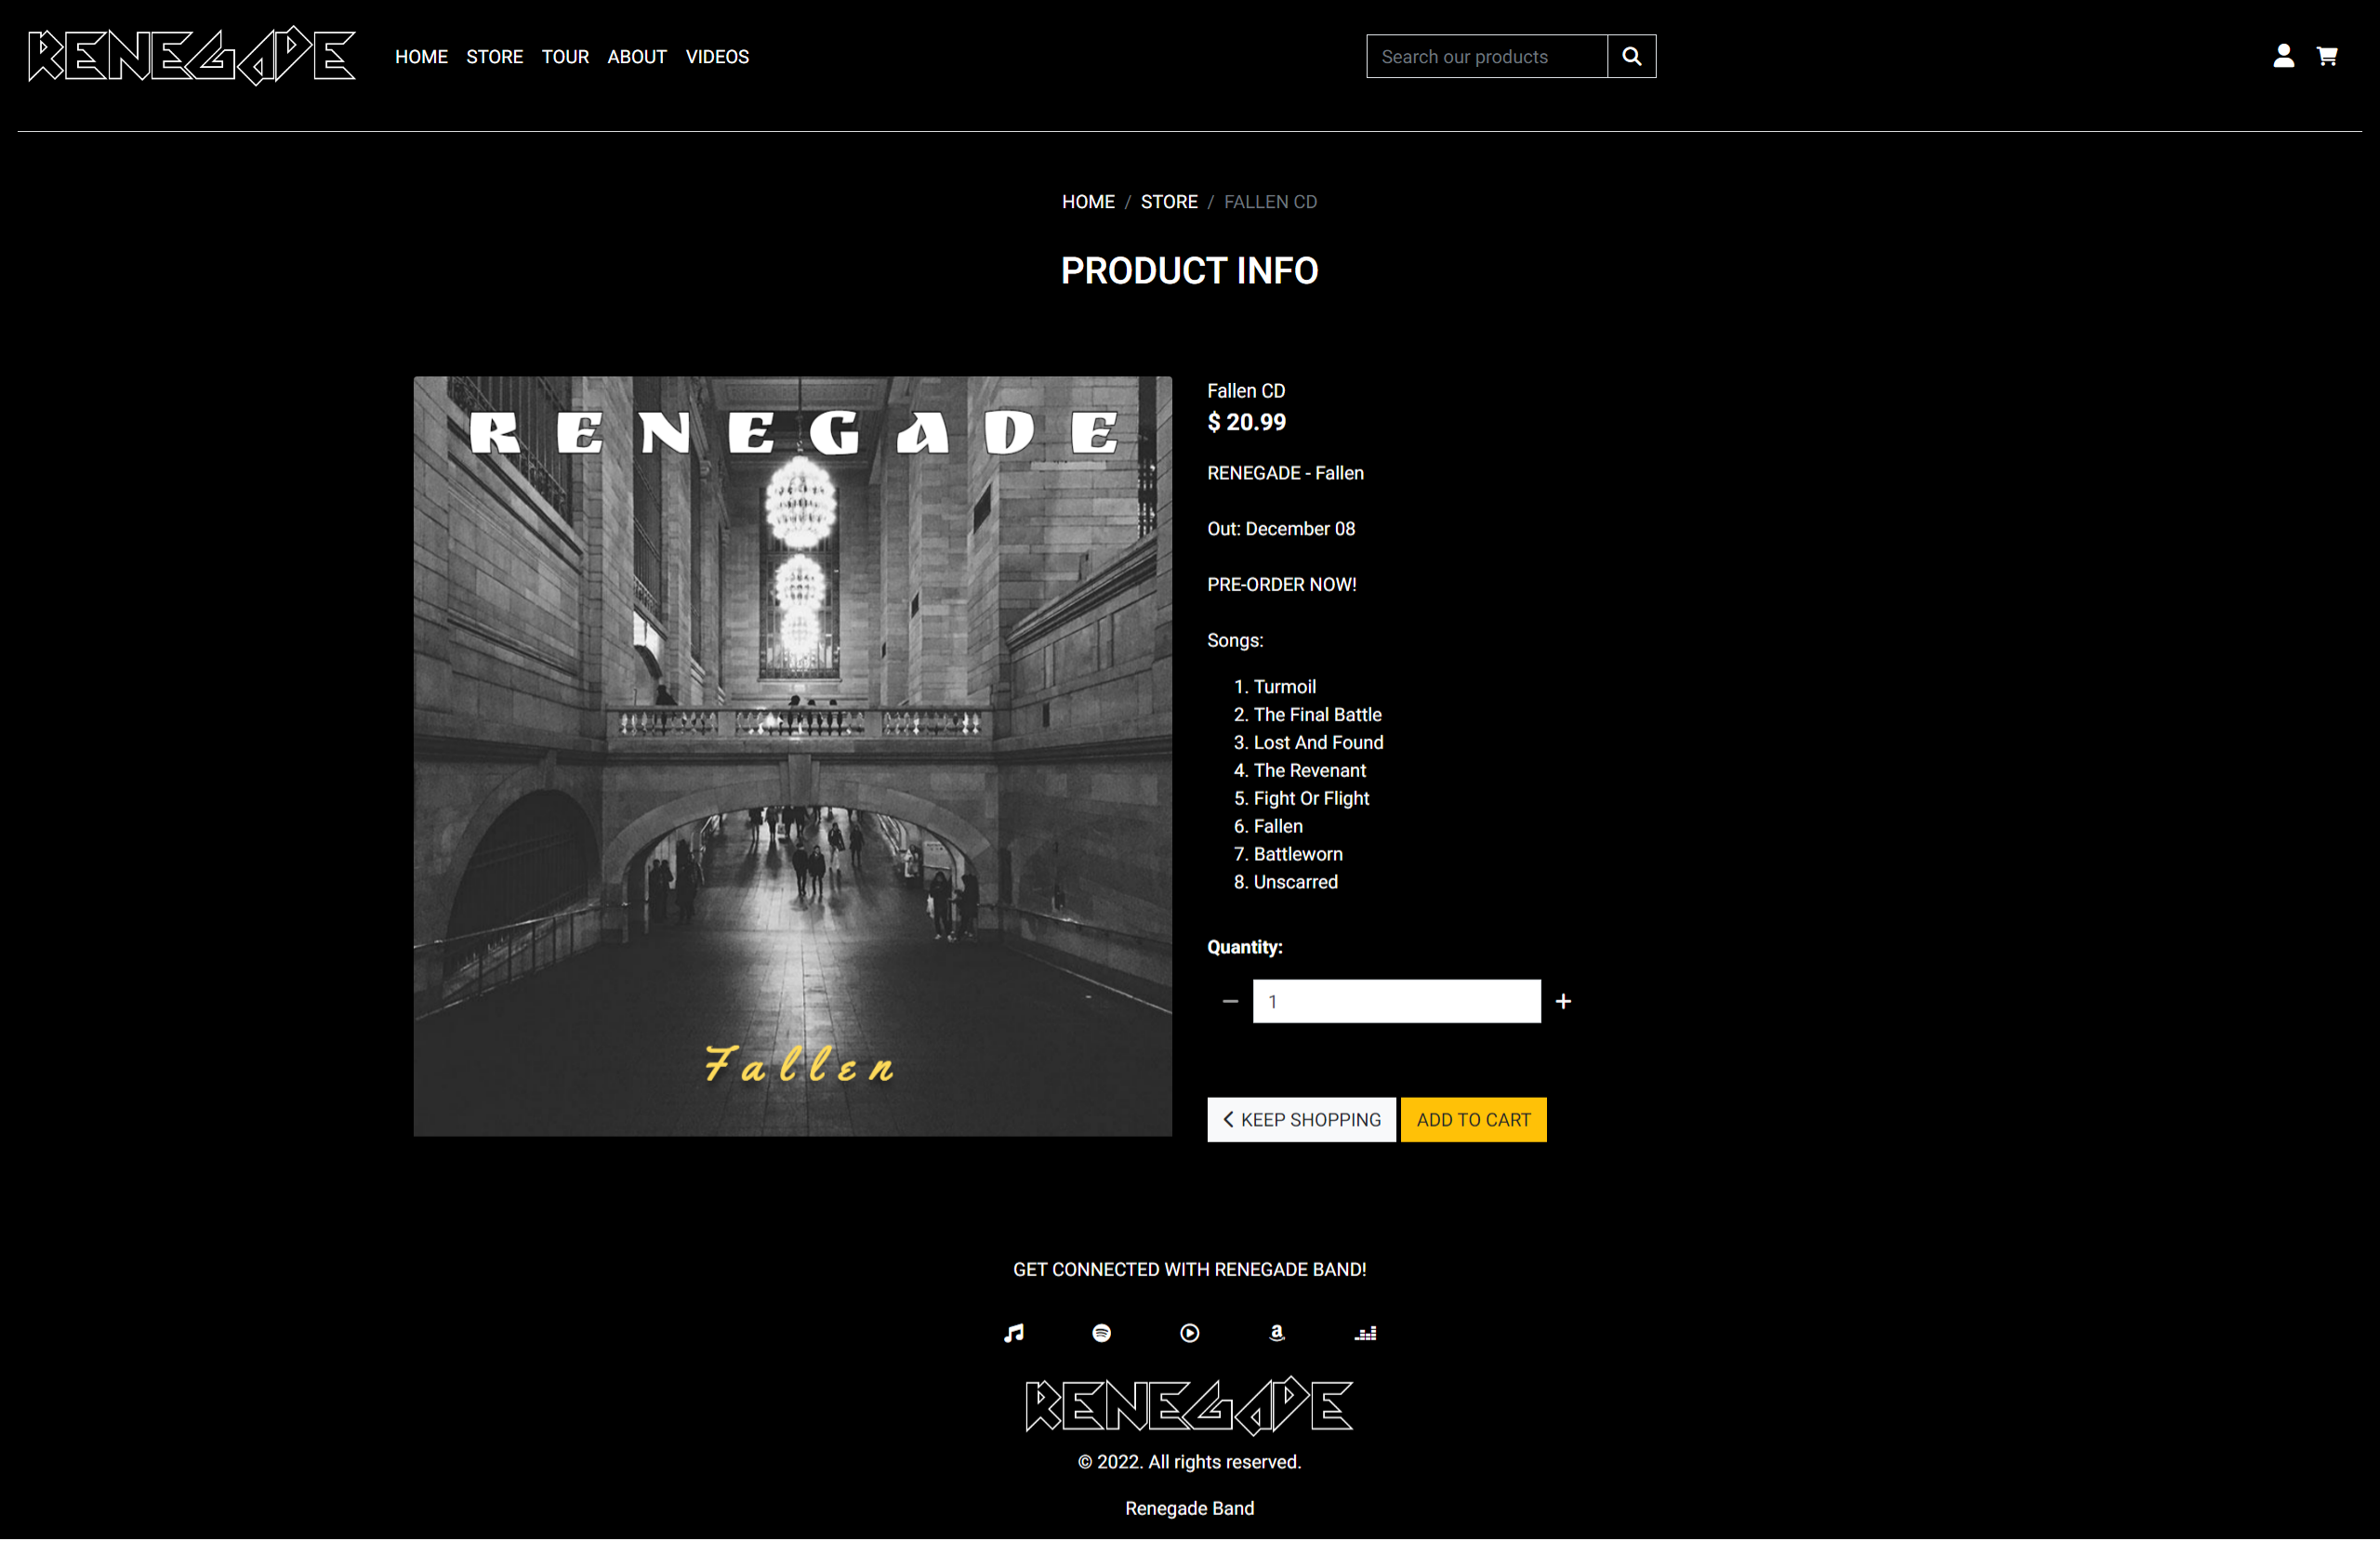 RENEGADE
HOME STORE TOUR ABOUT VIDEOS
Search our products
HOME / STORE / FALLEN CD
PRODUCT INFO
RENEGADE
Fallen
Fallen CD
$ 20.99
RENEGADE - Fallen
Out: December 08
PRE-ORDER NOW!
Songs:
1. Turmoil
2. The Final Battle
3. Lost And Found
4. The Revenant
5. Fight Or Flight
6. Fallen
7. Battleworn
8. Unscarred
Quantity:
1
KEEP SHOPPING
ADD TO CART
GET CONNECTED WITH RENEGADE BAND!
RENEGADE
© 2022. All rights reserved.
Renegade Band